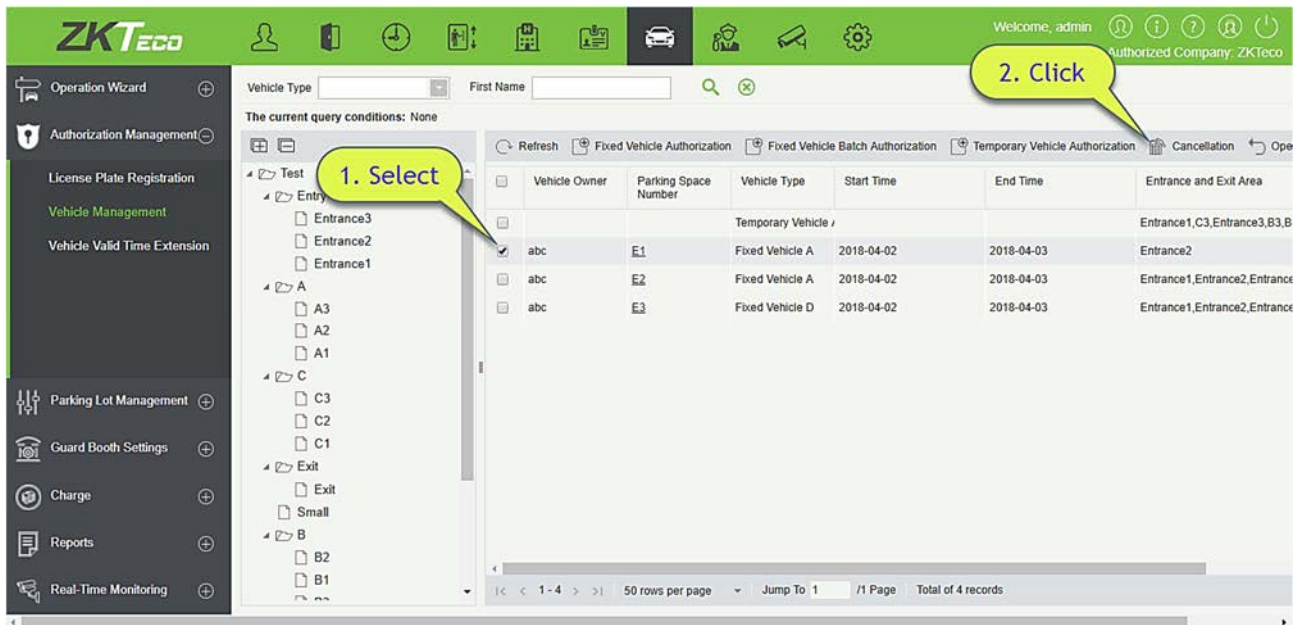 ZKTeco
Welcome, admin
Authorized Company: ZKTeco
2. Click
Operation Wizard
Authorization Management
License Plate Registration
Vehicle Management
Vehicle Valid Time Extension
Parking Lot Management
Guard Booth Settings
Charge
Reports
Real-Time Monitoring
Vehicle Type First Name
The current query conditions: None
1. Select
Test
Entry
Entrance3
Entrance2
Entrance1
A
A3
A2
A1
C
C3
C2
C1
Exit
Exit
Small
B
B2
B1
Refresh Fixed Vehicle Authorization Fixed Vehicle Batch Authorization Temporary Vehicle Authorization Cancellation Ope
Vehicle Owner Parking Space Number Vehicle Type Start Time End Time Entrance and Exit Area
Temporary Vehicle Entrance1,C3,Entrance3,B3,B
abc E1 Fixed Vehicle A 2018-04-02 2018-04-03 Entrance2
abc E2 Fixed Vehicle A 2018-04-02 2018-04-03 Entrance1,Entrance2,Entrance
abc E3 Fixed Vehicle D 2018-04-02 2018-04-03 Entrance1,Entrance2,Entrance
1-4 50 rows per page Jump To 1 /1 Page Total of 4 records